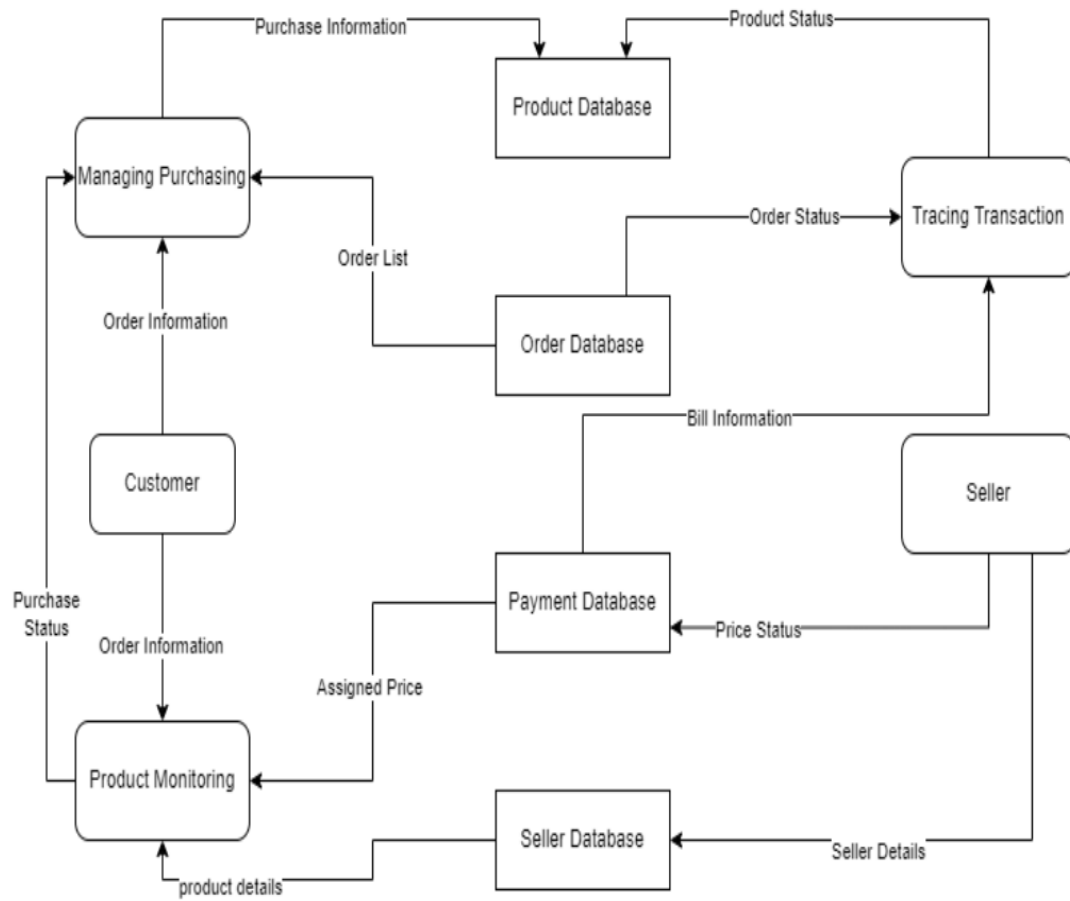 Purchase Information
Product Status
Product Database
Managing Purchasing
Tracing Transaction
Order Status
Order List
Order Information
Order Database
Bill Information
Customer
Seller
Purchase
Status
Payment Database
Price Status
Order Information
Assigned Price
Product Monitoring
Seller Database
Seller Details
product details